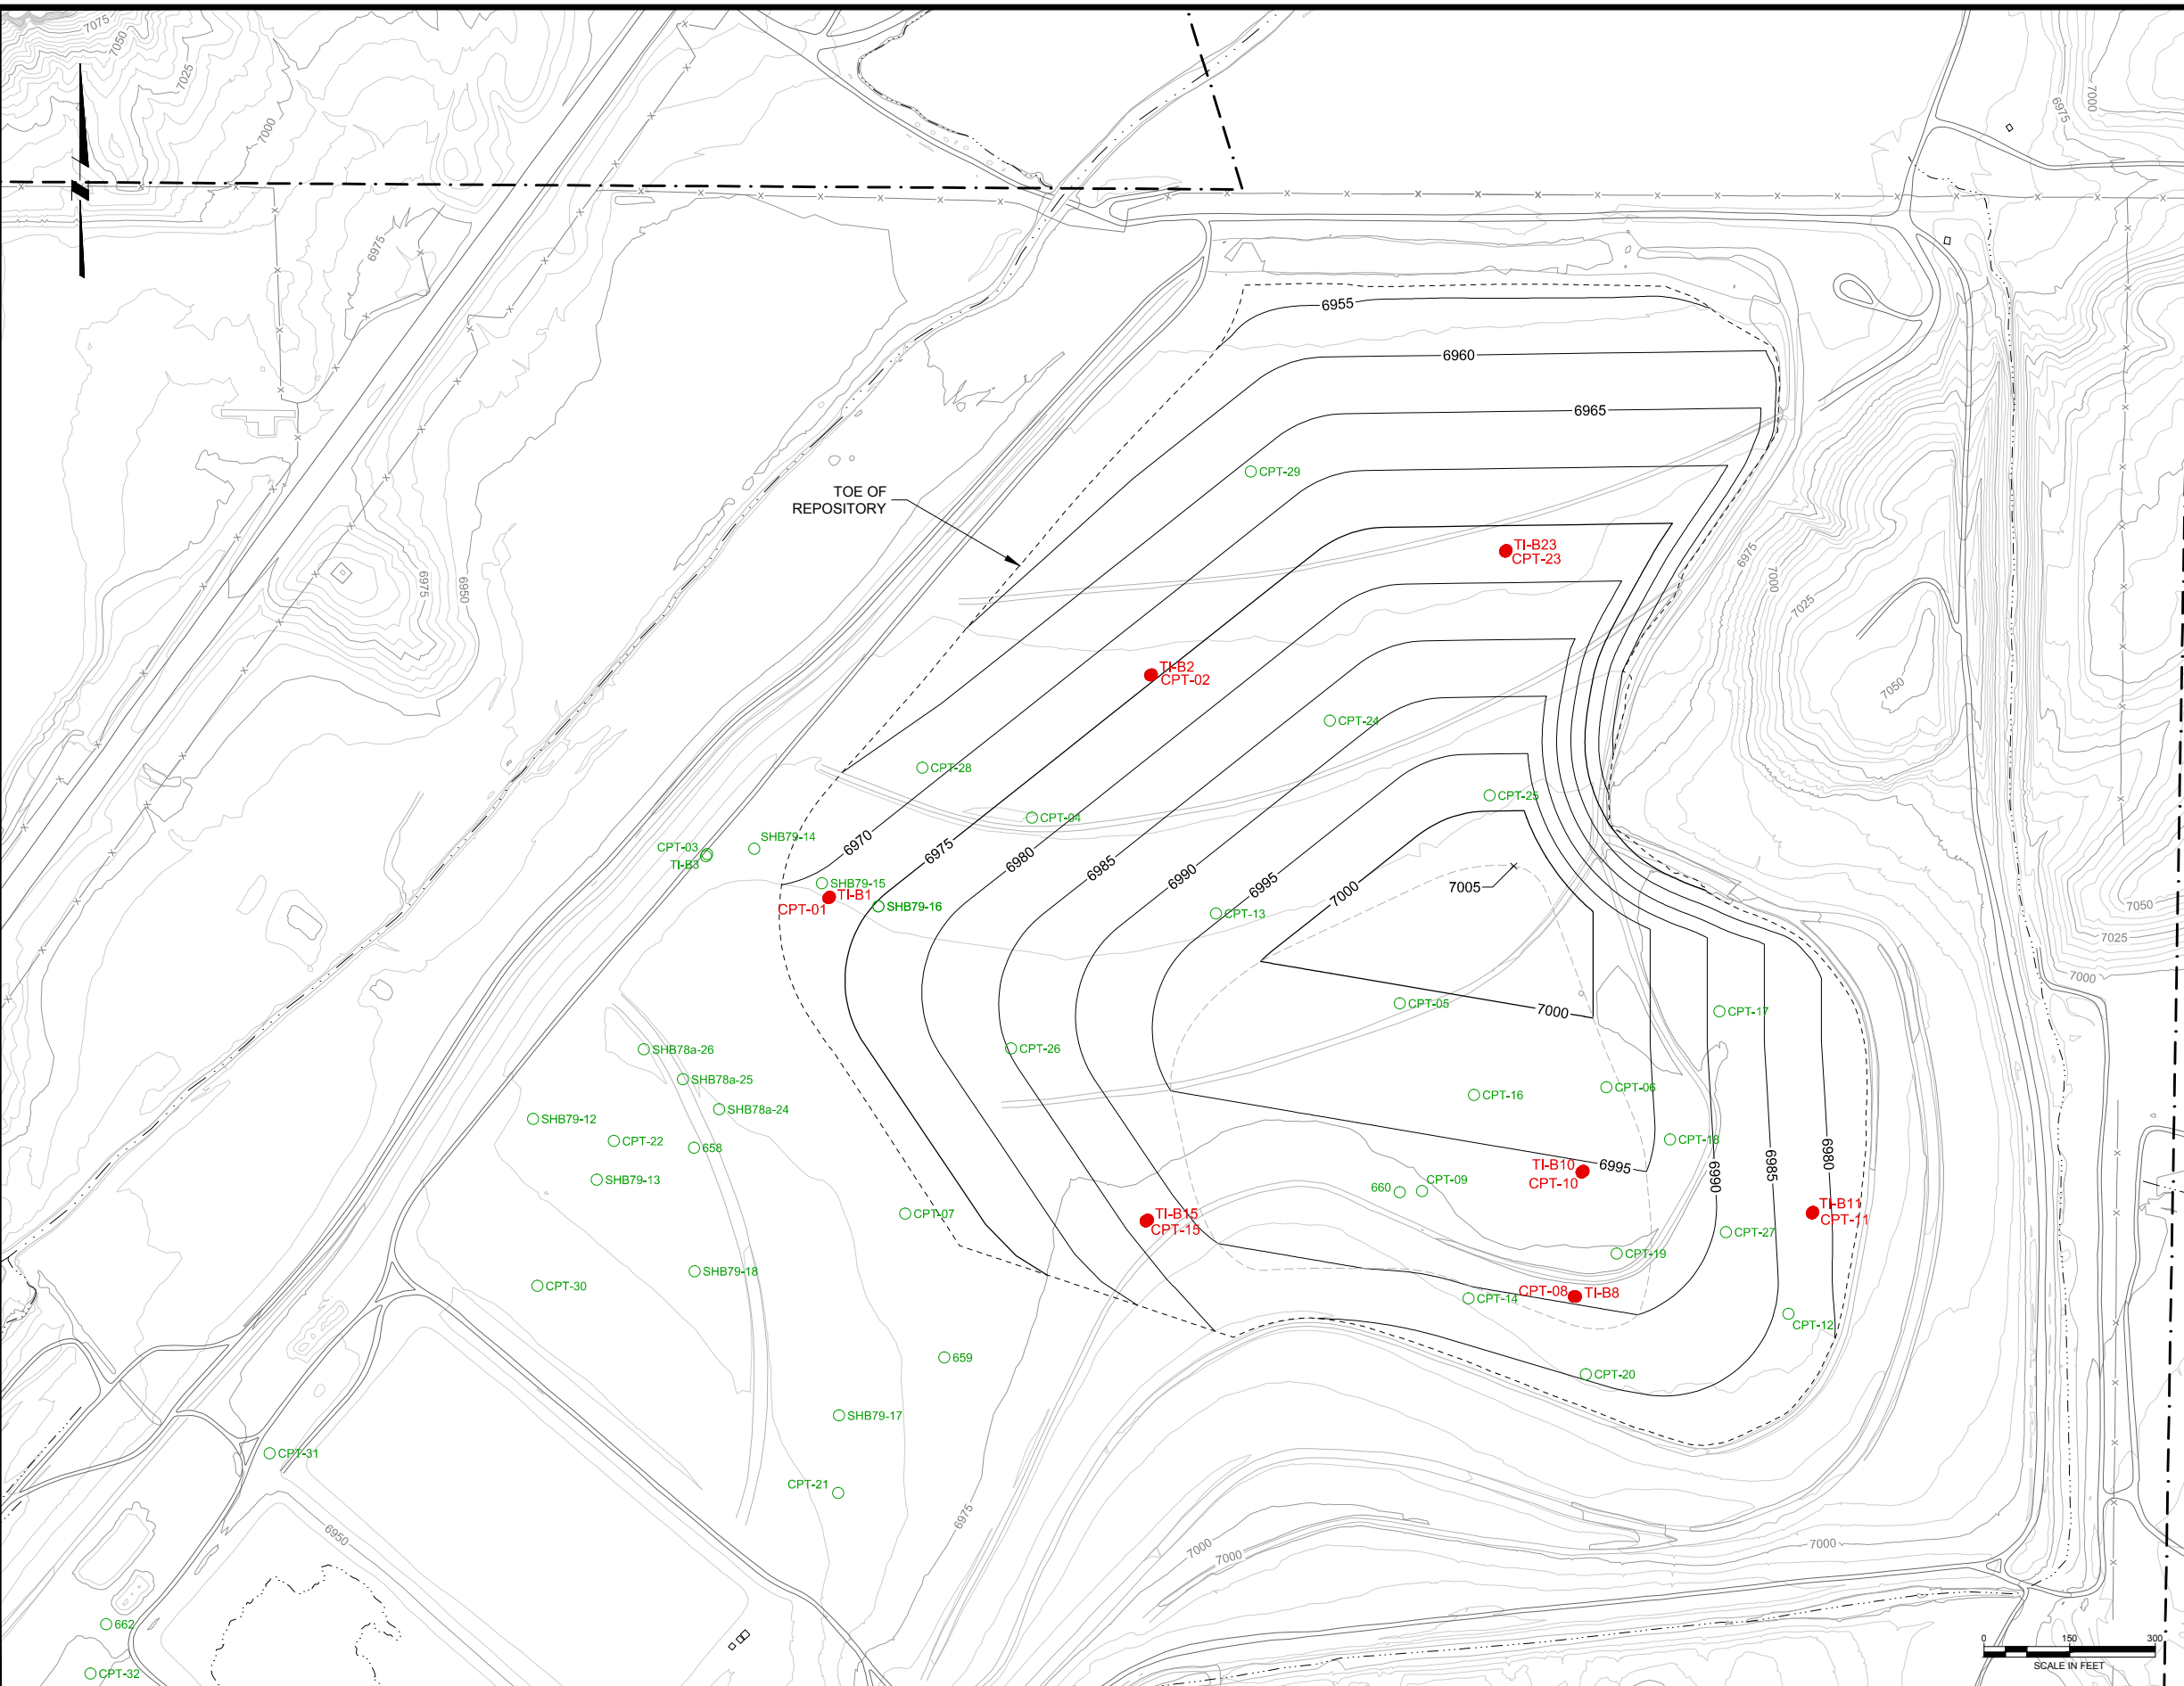 7075
7050
7025
7000
6975
6975
7000
6955
6960
6965
CPT-29
TOE OF
REPOSITORY
TI-B23
CPT-23
6975
7000
7025
7050
6975
6950
TI-B2
CPT-02
CPT-24
CPT-28
CPT-25
CPT-04
CPT-03
TI-B3
SHB79-14
6970
6975
6980
6985
6990
6995
7000
7005
SHB79-15
TI-B1
CPT-01
SHB79-16
CPT-13
7050
7025
7000
CPT-05
7000
CPT-17
SHB78a-26
CPT-26
SHB78a-25
CPT-16
CPT-06
SHB78a-24
SHB79-12
CPT-22
658
CPT-18
6980
6985
6990
6995
TI-B10
CPT-10
SHB79-13
660
CPT-09
CPT-07
TI-B15
CPT-15
TI-B11
CPT-11
CPT-27
CPT-19
SHB79-18
CPT-30
CPT-14
CPT-08
TI-B8
CPT-12
659
CPT-20
SHB79-17
CPT-31
CPT-21
6975
6950
7000
7000
7000
662
CPT-32
0 150 300
SCALE IN FEET